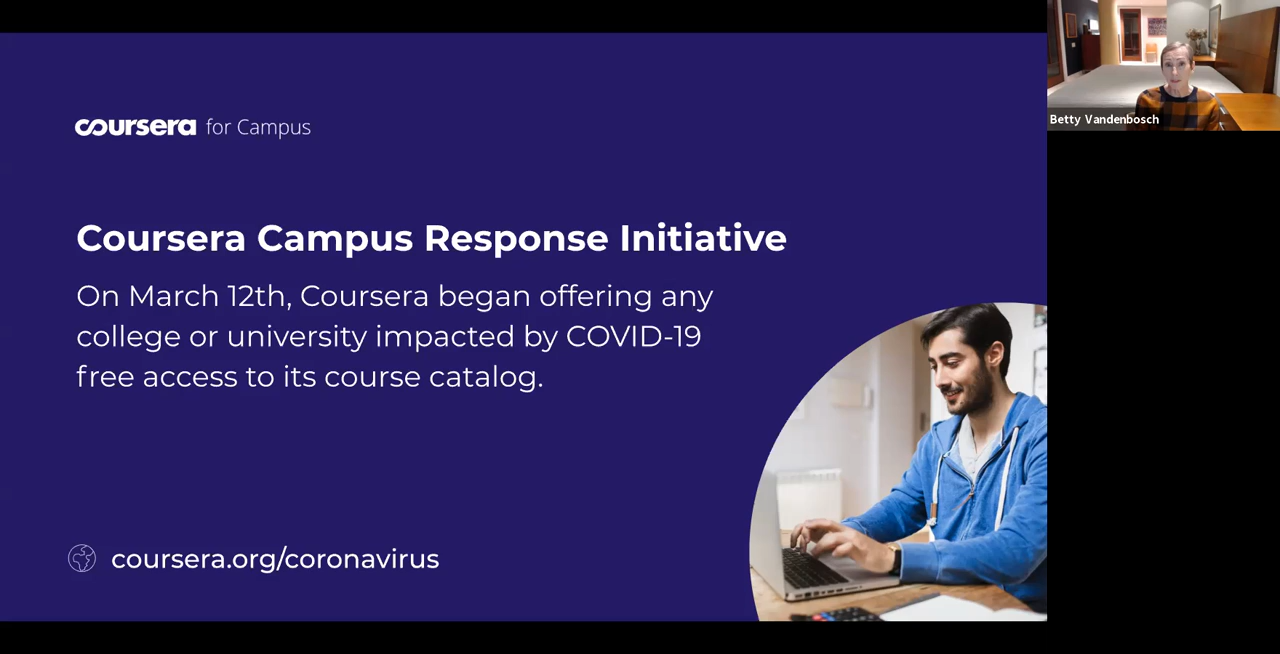 coursera for Campus
Coursera Campus Response Initiative
On March 12th, Coursera began offering any
college or university impacted by COVID-19
free access to its course catalog.
coursera.org/coronavirus
Betty Vandenbosch